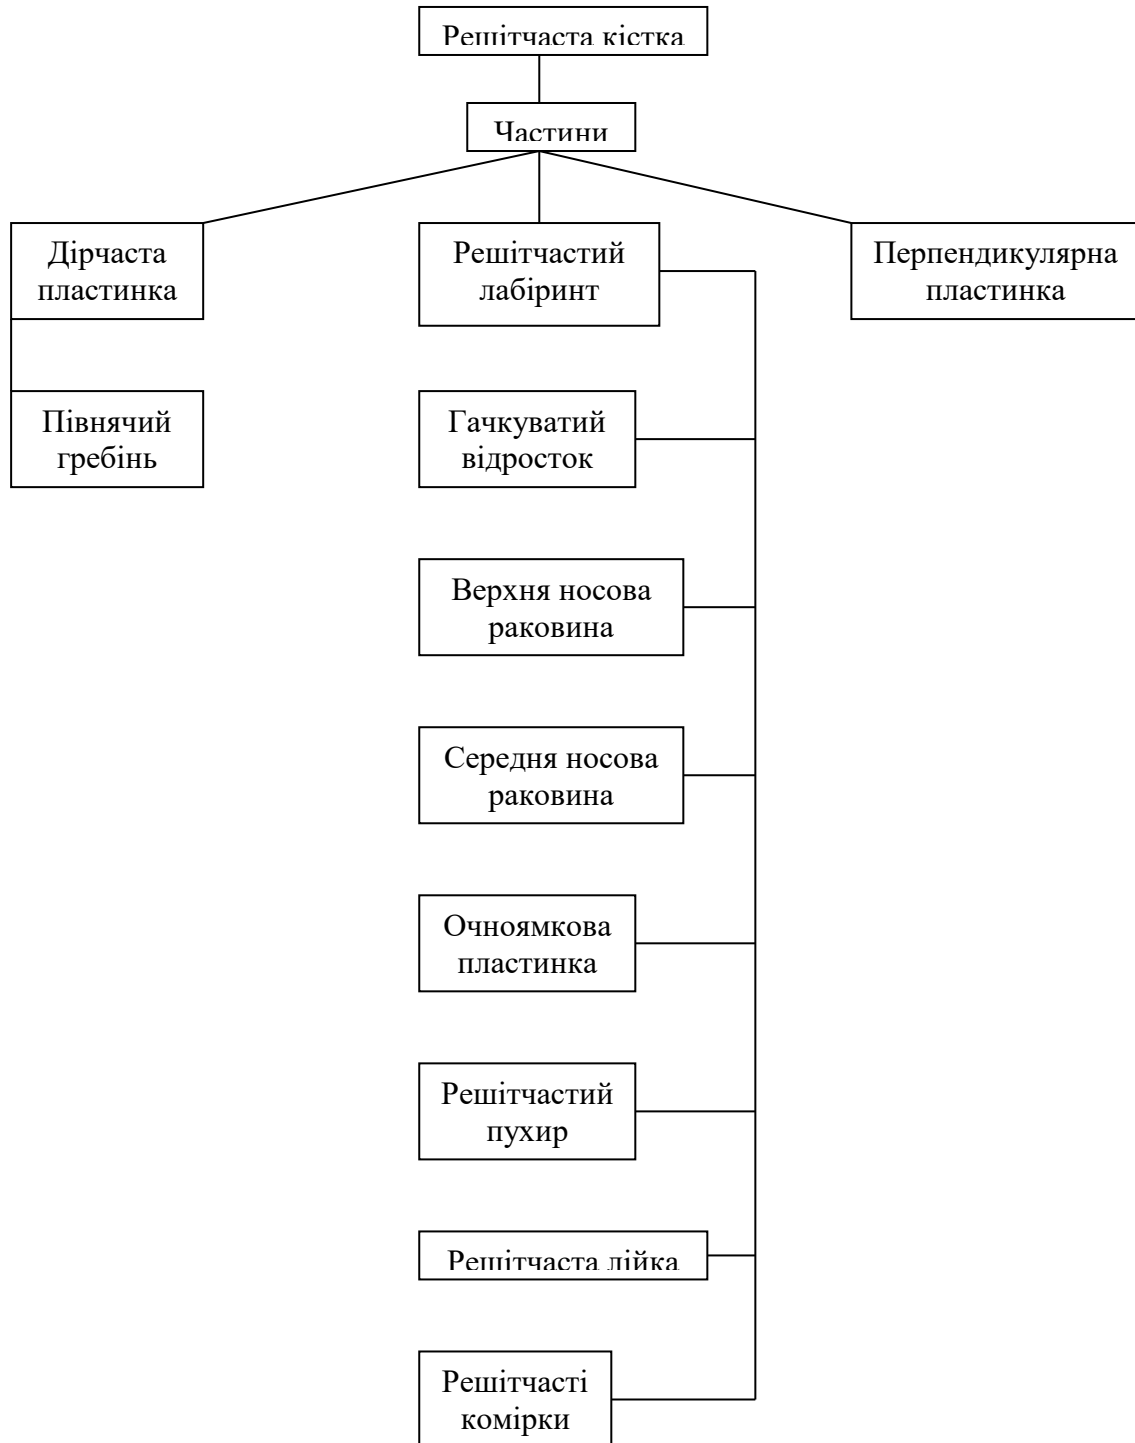 Решітчаста кістка
Частини
Дірчаста
пластинка
Решітчастий
лабіринт
Перпендикулярна
пластинка
Півнячий
гребінь
Гачкуватий
відросток
Верхня носова
раковина
Середня носова
раковина
Очноямкова
пластинка
Решітчастий
пухир
Решітчаста лійка
Решітчасті
комірки